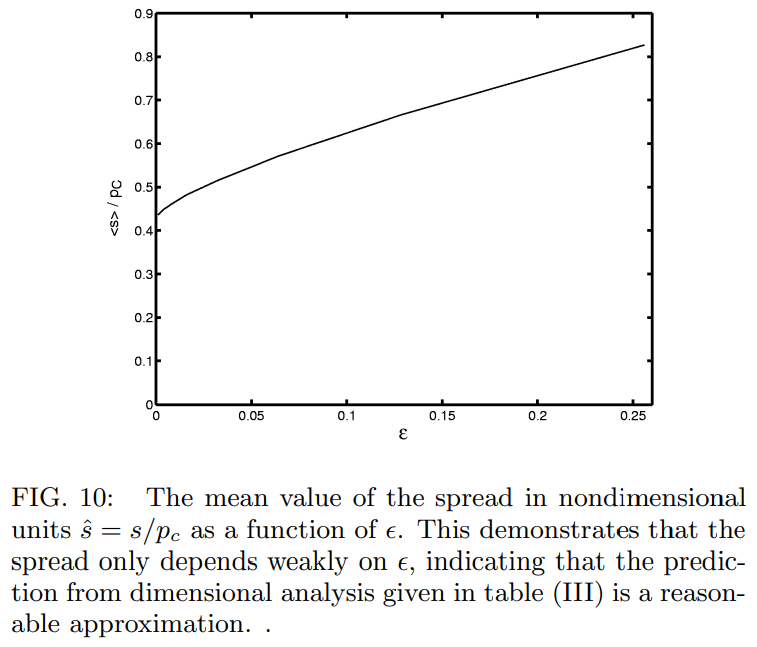 0.9
0.8
0.7
0.6
0.5
0.4
0.3
0.2
0.1
0
<s> / pC
0 0.05 0.1 0.15 0.2 0.25
ε
FIG. 10: The mean value of the spread in nondimensional
units ŝ = s/pc as a function of ϵ. This demonstrates that the
spread only depends weakly on ϵ, indicating that the predic-
tion from dimensional analysis given in table (III) is a reason-
able approximation. .